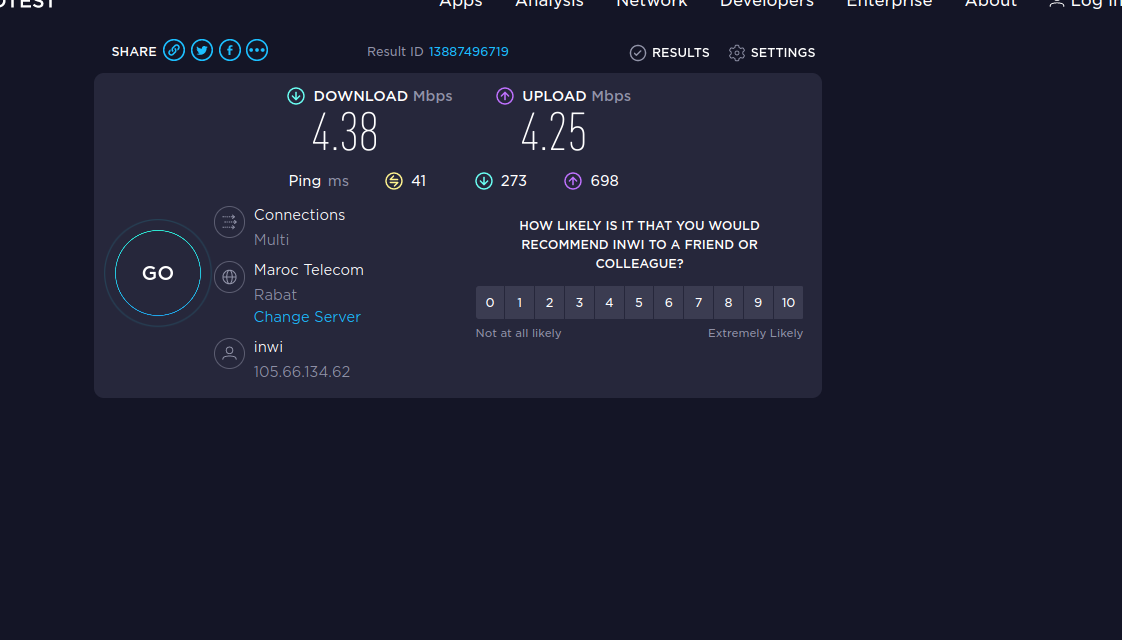 Apps Analysis Network Developers Enterprise About Log In
SHARE Result ID 13887496719 RESULTS SETTINGS
DOWNLOAD Mbps UPLOAD Mbps
4.38 4.25
Ping ms 41 273 698
Connections
Multi
Maroc Telecom
Rabat
Change Server
inwi
105.66.134.62
GO
HOW LIKELY IS IT THAT YOU WOULD
RECOMMEND INWI TO A FRIEND OR
COLLEAGUE?
0 1 2 3 4 5 6 7 8 9 10
Not at all likely Extremely Likely